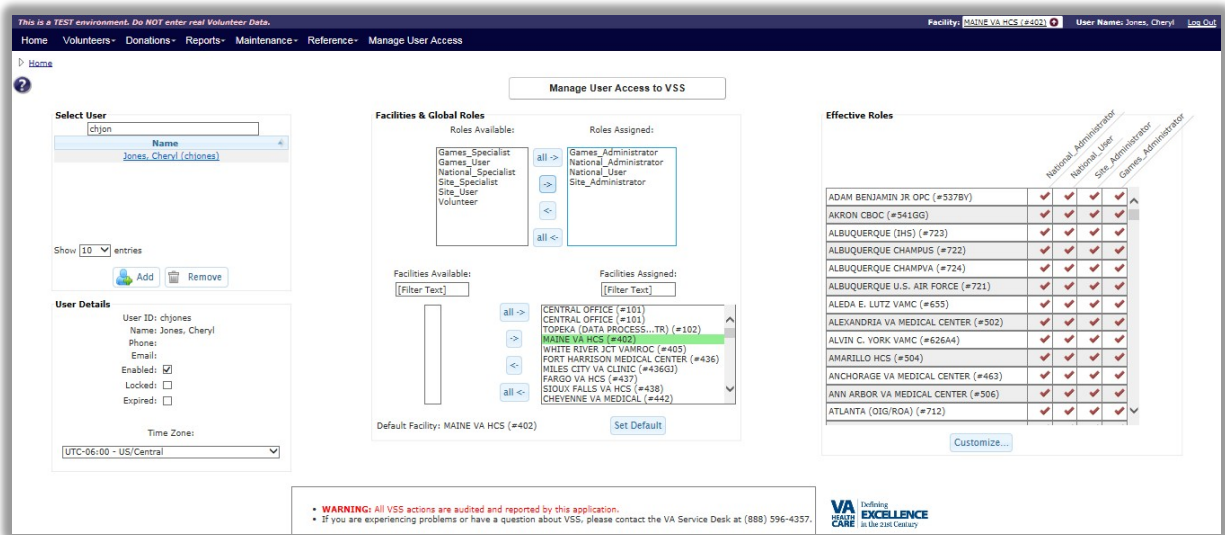 This is a TEST environment. Do NOT enter real Volunteer Data.
Facility: MAINE VA HCS (#402) User Name: Jones, Cheryl Log Out
Home Volunteers Donations Reports Maintenance Reference Manage User Access
Home
?
Manage User Access to VSS
Select User
chjon
Name
Jones, Cheryl (chjones)
Show 10 entries
Add Remove
User Details
User ID: chjones
Name: Jones, Cheryl
Phone:
Email:
Enabled:
Locked:
Expired:
Time Zone:
UTC-06:00 - US/Central
Facilities & Global Roles
Roles Available: Roles Assigned:
Games_Specialist
Games_User
National_Specialist
Site_Specialist
Site_User
Volunteer
all ->
->
<-
all <-
Games_Administrator
National_Administrator
National_User
Site_Administrator
Facilities Available: Facilities Assigned:
[Filter Text] [Filter Text]
all ->
->
<-
all <-
CENTRAL OFFICE (#101)
CENTRAL OFFICE (#101)
TOPEKA (DATA PROCESS...TR) (#102)
MAINE VA HCS (#402)
WHITE RIVER JCT VAMROC (#405)
FORT HARRISON MEDICAL CENTER (#436)
MILES CITY VA CLINIC (#436GJ)
FARGO VA HCS (#437)
SIOUX FALLS VA HCS (#438)
CHEYENNE VA MEDICAL (#442)
Default Facility: MAINE VA HCS (#402) Set Default
Effective Roles
National_Administrator
National_User
Site_Administrator
Games_Administrator
ADAM BENJAMIN JR OPC (#537BY)
AKRON CBOC (#541GG)
ALBUQUERQUE (IHS) (#723)
ALBUQUERQUE CHAMPUS (#722)
ALBUQUERQUE CHAMPVA (#724)
ALBUQUERQUE U.S. AIR FORCE (#721)
ALEDA E. LUTZ VAMC (#655)
ALEXANDRIA VA MEDICAL CENTER (#502)
ALVIN C. YORK VAMC (#626A4)
AMARILLO HCS (#504)
ANCHORAGE VA MEDICAL CENTER (#463)
ANN ARBOR VA MEDICAL CENTER (#506)
ATLANTA (OIG/ROA) (#712)
Customize...
• WARNING: All VSS actions are audited and reported by this application.
• If you are experiencing problems or have a question about VSS, please contact the VA Service Desk at (888) 596-4357.
VA
HEALTH
CARE
Defining
EXCELLENCE
in the 21st Century